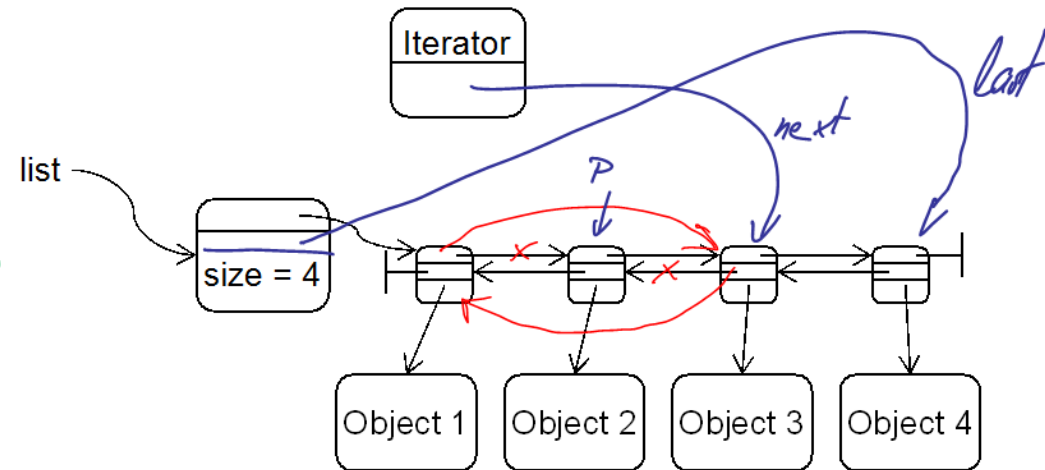 Iterator
last
next
P
list
size = 4
x
x
Object 1
Object 2
Object 3
Object 4